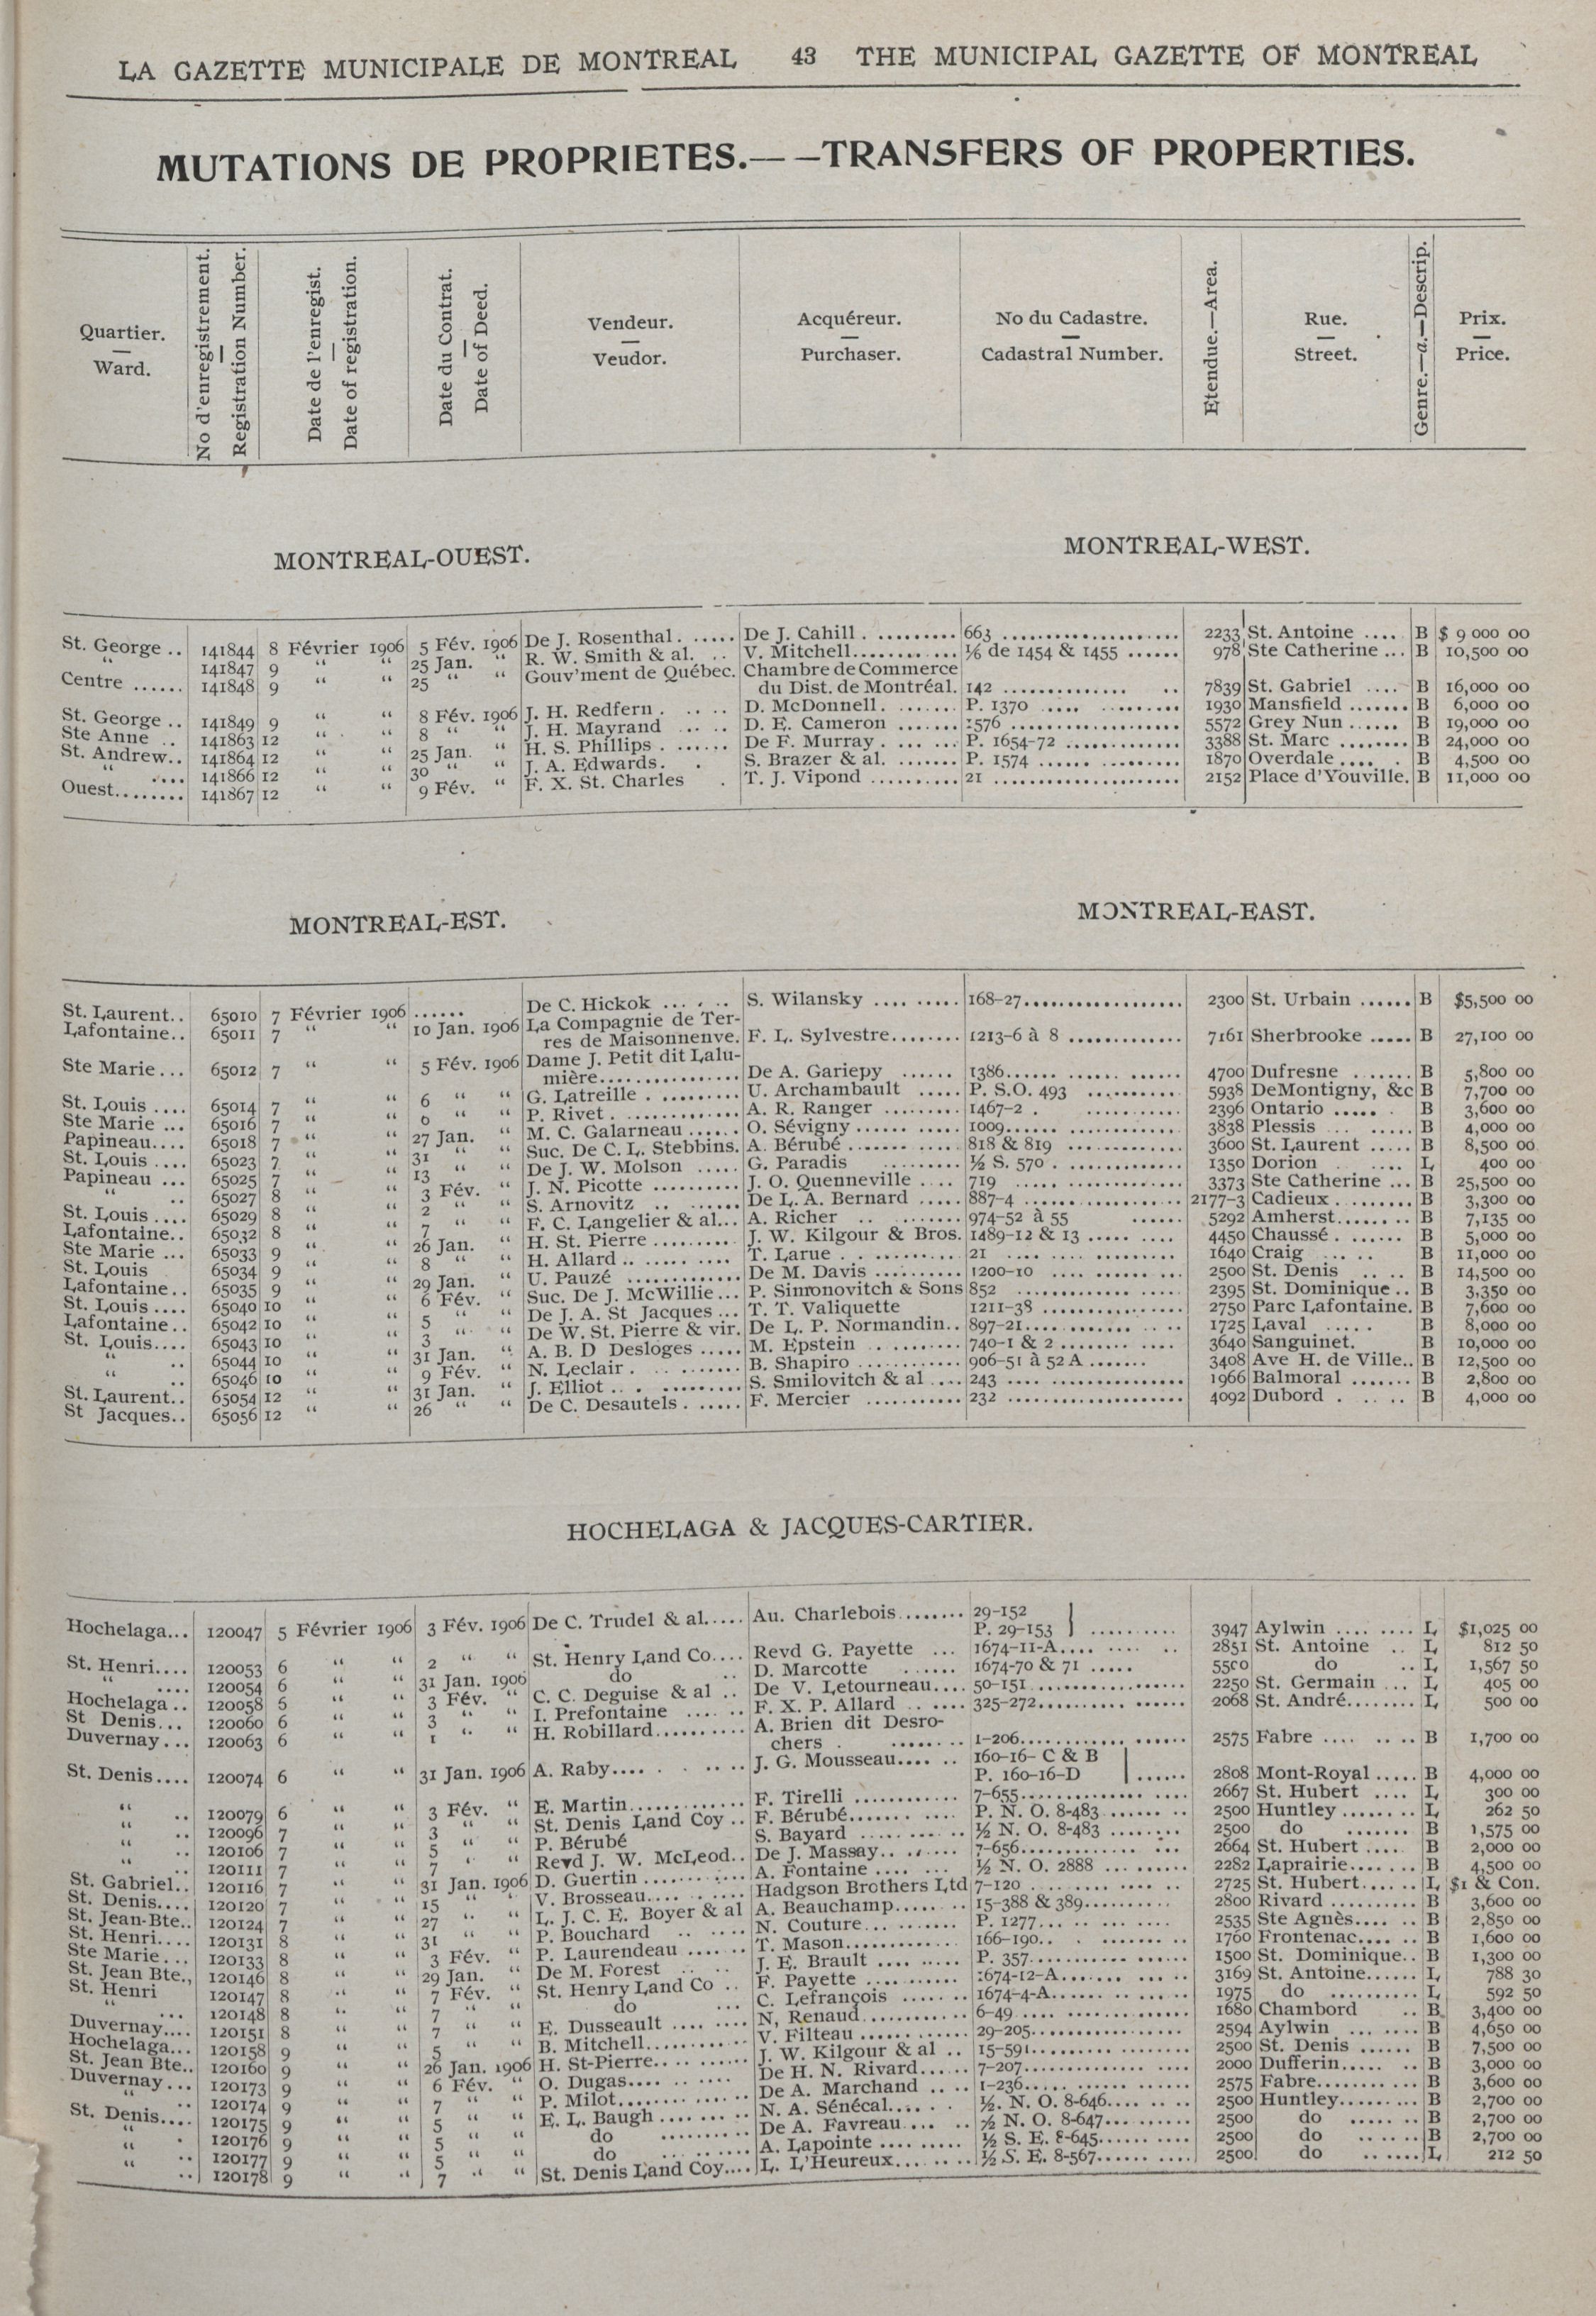 LA GAZETTE MUNICIPALE DE MONTREAL 43 THE MUNICIPAL GAZETTE OF MONTREAL
MUTATIONS DE PROPRIETES.— —TRANSFERS OF PROPERTIES.
Quartier. — Ward.
No d'enregistrement. — Registration Number.
Date de l'enregist. — Date of registration.
Date du Contrat. — Date of Deed.
Vendeur. — Veudor.
Acquéreur. — Purchaser.
No du Cadastre. — Cadastral Number.
Etendue.—Area.
Rue. — Street.
Genre.—a.—Descrip.
Prix. — Price.
MONTREAL-OUEST. MONTREAL-WEST.
St. George .. 141844 8 Février 1906 5 Fév. 1906 De J. Rosenthal. ..... De J. Cahill. ......... 663 .................... 2233 St. Antoine .... B $ 9 000 00
“ 141847 9 “ “ 25 Jan. “ R. W. Smith & al. .. V. Mitchell............ ⅙ de 1454 & 1455 ...... 978 Ste Catherine ... B 10,500 00
Centre ...... 141848 9 “ “ 25 “ “ Gouv'ment de Québec. Chambre de Commerce
du Dist. de Montréal. 142 .............. .. 7839 St. Gabriel .... B 16,000 00
St. George .. 141849 9 “ “ 8 Fév. 1906 J. H. Redfern. .... .. D. McDonnell. ....... P. 1370 ..... ......... 1930 Mansfield ....... B 6,000 00
Ste Anne .. 141863 12 “ “ 8 “ “ J. H. Mayrand ... .. D. E. Cameron ....... 1576 ................... 5572 Grey Nun ...... B 19,000 00
St. Andrew.. 141864 12 “ “ 25 Jan. “ H. S. Phillips . ...... De F. Murray . ... ... P. 1654-72 ............. 3388 St. Marc ........ B 24,000 00
“ .... 141866 12 “ “ 30 “ “ J. A. Edwards. . S. Brazer & al. ....... P. 1574 ...... ......... 1870 Overdale .... . B 4,500 00
Ouest........ 141867 12 “ “ 9 Fév. “ F. X. St. Charles . T. J. Vipond .......... 21 ..................... 2152 Place d'Youville. B 11,000 00
MONTREAL-EST. MONTREAL-EAST.
St. Laurent.. 65010 7 Février 1906 ...... De C. Hickok ... . .. S. Wilansky .... ..... 168-27.................. 2300 St. Urbain ...... B $5,500 00
Lafontaine.. 65011 7 “ “ 10 Jan. 1906 La Compagnie de Ter-
res de Maisonnenve. F. L. Sylvestre........ 1213-6 à 8 ............. 7161 Sherbrooke ..... B 27,100 00
Ste Marie... 65012 7 “ “ 5 Fév. 1906 Dame J. Petit dit Lalu-
mière............... De A. Gariepy ...... 1386...... ...... ...... 4700 Dufresne ....... B 5,800 00
St. Louis .... 65014 7 “ “ 6 “ “ G. Latreille . ......... U. Archambault ..... P. S.O. 493 .......... 5938 DeMontigny, &c B 7,700 00
Ste Marie ... 65016 7 “ “ 6 “ “ P. Rivet. ............. A. R. Ranger ......... 1467-2 . ........... 2396 Ontario ..... . B 3,600 00
Papineau.... 65018 7 “ “ 27 Jan. “ M. C. Galarneau ...... O. Sévigny ............ 1009...... ...... ...... 3838 Plessis ... ...... B 4,000 00
St. Louis .... 65023 7 “ “ 31 “ “ Suc. De C. L. Stebbins. A. Bérubé ............ 818 & 819 ............. 3600 St. Laurent ..... B 8,500 00
Papineau ... 65025 7 “ “ 13 “ “ De J. W. Molson ..... G. Paradis ......... ½ S. 570 . ............. 1350 Dorion .... L 400 00
“ .. 65027 8 “ “ 3 Fév. “ J. N. Picotte .......... J. O. Quenneville .... 719 ..... ............. 3373 Ste Catherine ... B 25,500 00
St. Louis .... 65029 8 “ “ 2 “ “ S. Arnovitz .. ....... De L. A. Bernard ..... 887-4 .................. 2177-3 Cadieux ......... B 3,300 00
Lafontaine.. 65032 8 “ “ 7 “ “ F. C. Langelier & al... A. Richer .. ........ 974-52 à 55 ...... 5292 Amherst........ B 7,135 00
Ste Marie ... 65033 9 “ “ 26 Jan. “ H. St. Pierre ......... J. W. Kilgour & Bros. 1489-12 & 13 ..... .... 4450 Chaussé . ...... B 5,000 00
St. Louis 65034 9 “ “ 8 “ “ H. Allard .. ..... .... T. Larue . ........... 21 .... .... ......... 1640 Craig ... .. B 11,000 00
Lafontaine.. 65035 9 “ “ 29 Jan. “ U. Pauzé ............. De M. Davis .......... 1200-10 .... ...... ... 2500 St. Denis .. .. B 14,500 00
St. Louis .... 65040 10 “ “ 6 Fév. “ Suc. De J. McWillie... P. Simonovitch & Sons 852 ................... 2395 St. Dominique .. B 3,350 00
Lafontaine.. 65042 10 “ “ 5 “ “ De J. A. St Jacques ... T. T. Valiquette 1211-38 ................ 2750 Parc Lafontaine. B 7,600 00
St. Louis.... 65043 10 “ “ 3 “ “ De W. St. Pierre & vir. De L. P. Normandin.. 897-21............ .. .. 1725 Laval ..... B 8,000 00
“ .. 65044 10 “ “ 31 Jan. “ A. B. D Desloges ..... M. Epstein .. ........ 740-1 & 2 ........ .... 3640 Sanguinet. B 10,000 00
“ .. 65046 10 “ “ 9 Fév. “ N. Leclair . .. ........ B. Shapiro ............ 906-51 à 52 A ....... 3408 Ave H. de Ville.. B 12,500 00
St. Laurent.. 65054 12 “ “ 31 Jan. “ J. Elliot .. . ......... S. Smilovitch & al .... 243 .... ............... 1966 Balmoral ....... B 2,800 00
St Jacques.. 65056 12 “ “ 26 “ “ De C. Desautels . ..... F. Mercier ........... 232 .................... 4092 Dubord . .. .. B 4,000 00
HOCHELAGA & JACQUES-CARTIER.
Hochelaga... 120047 5 Février 1906 3 Fév. 1906 De C. Trudel & al..... Au. Charlebois........ 29-152
P. 29-153 } .......... 3947 Aylwin .... .... L $1,025 00
St. Henri.... 120053 6 “ “ 2 “ “ St. Henry Land Co.... Revd G. Payette ... 1674-11-A.... .... .. 2851 St. Antoine .. L 812 50
“ .... 120054 6 “ “ 31 Jan. 1906 do .. D. Marcotte ...... 1674-70 & 71 ..... 5500 do .. L 1,567 50
Hochelaga .. 120058 5 “ “ 3 Fév. “ C. C. Deguise & al .. De V. Letourneau.... 50-151.................. 2250 St. Germain ... L 405 00
St Denis... 120060 6 “ “ 3 “ “ I. Prefontaine .... .. F. X. P. Allard .. .... 325-272.......... ...... 2068 St. André........ L 500 00
Duvernay... 120063 6 “ “ 1 “ “ H. Robillard.......... A. Brien dit Desro-
chers . ....... .. 1-206............ ...... 2575 Fabre .... .. .. B 1,700 00
St. Denis.... 120074 6 “ “ 31 Jan. 1906 A. Raby.... . .. .. J. G. Mousseau.... .. 160-16- C & B
P. 160-16-D | ...... 2808 Mont-Royal ..... B 4,000 00
“ .. 120079 6 “ “ 3 Fév. “ E. Martin............. F. Tirelli ............ 7-655............. .... 2667 St. Hubert .... L 300 00
“ .. 120096 7 “ “ 3 “ “ St. Denis Land Coy .. F. Bérubé....... .... P. N. O. 8-483 ...... .. 2500 Huntley ........ L 262 50
“ .. 120106 7 “ “ 5 “ “ P. Bérubé S. Bayard ..... ... .. ½ N. O. 8-483 ........ 2500 do ....... B 1,575 00
“ .. 120111 7 “ “ 7 “ “ Revd J. W. McLeod.. De J. Massay.. ...... 7-656............. ... 2664 St. Hubert .... B 2,000 00
St. Gabriel.. 120116 7 “ “ 31 Jan. 1906 D. Guertin ........... A. Fontaine .... ... ½ N. O. 2888 ... ...... 2282 Laprairie....... B 4,500 00
St. Denis.... 120120 7 “ “ 15 “ “ V. Brosseau.... .. .... Hadgson Brothers Ltd 7-120 .. .......... .. 2725 St. Hubert..... L $1 & Con.
St. Jean-Bte.. 120124 7 “ “ 27 “ “ L. J. C. E. Boyer & al A. Beauchamp..... .. 15-388 & 389.......... 2800 Rivard ......... B 3,600 00
St. Henri.... 120131 8 “ “ 31 “ “ P. Bouchard .. .... N. Couture... ....... P. 1277... .. ... .... 2535 Ste Agnès.... .. B 2,850 00
Ste Marie... 120133 8 “ “ 3 Fév. “ P. Laurendeau .... .. T. Mason............ 166-190.. . ....... .. 1760 Frontenac.... .. B 1,600 00
St. Jean Bte., 120146 8 “ “ 29 Jan. “ De M. Forest .. .. J. E. Brault .... ..... P. 357............ ...... 1500 St. Dominique.. B 1,300 00
St. Henri 120147 8 “ “ 7 Fév. “ St. Henry Land Co .. F. Payette ........... 1674-12-A....... ... .. 3169 St. Antoine...... L 788 30
“ ... 120148 8 “ “ 7 “ “ do ... C. Lefrançois ...... .. 1674-4-A...... .. ... 1975 do .......... L 592 50
Duvernay.... 120151 8 “ “ 7 “ “ E. Dusseault .... .... N, Renaud........... 6-49.... .... ........ 1680 Chambord .. B 3,400 00
Hochelaga... 120158 9 “ “ 5 “ “ B. Mitchell........... V. Filteau ...... ...... 29-205................. 2594 Aylwin ... .... B 4,650 00
St. Jean Bte.. 120160 9 “ “ 26 Jan. 1906 H. St-Pierre.......... J. W. Kilgour & al .. 15-591................. 2500 St. Denis ...... B 7,500 00
Duvernay... 120173 9 “ “ 6 Fév. “ O. Dugas.... .. .... De H. N. Rivard...... 7-207...... ...... .... 2000 Dufferin..... .. B 3,000 00
“ .. 120174 9 “ “ 7 “ “ P. Milot.............. De A. Marchand .. .. 1-236..... ...... ...... 2575 Fabre.......... B 3,600 00
St. Denis.... 120175 9 “ “ 5 “ “ E. L. Baugh ....... .. N. A. Sénécal..... . ½. N. O. 8-646.... .. .. 2500 Huntley........ B 2,700 00
“ . 120176 9 “ “ 5 “ “ do ......... De A. Favreau.... .. ½ N. O. 8-647......... 2500 do ..... .. B 2,700 00
“ .. 120177 9 “ “ 5 “ “ do .. ...... A. Lapointe .... ..... ½ S. E. 8-645...... .... 2500 do ..... .. B 2,700 00
“ .. 120178 9 “ “ 7 “ “ St. Denis Land Coy.... L. L'Heureux... .. .. ½ S. E. 8-567...... .... 2500 do ...... L 212 50